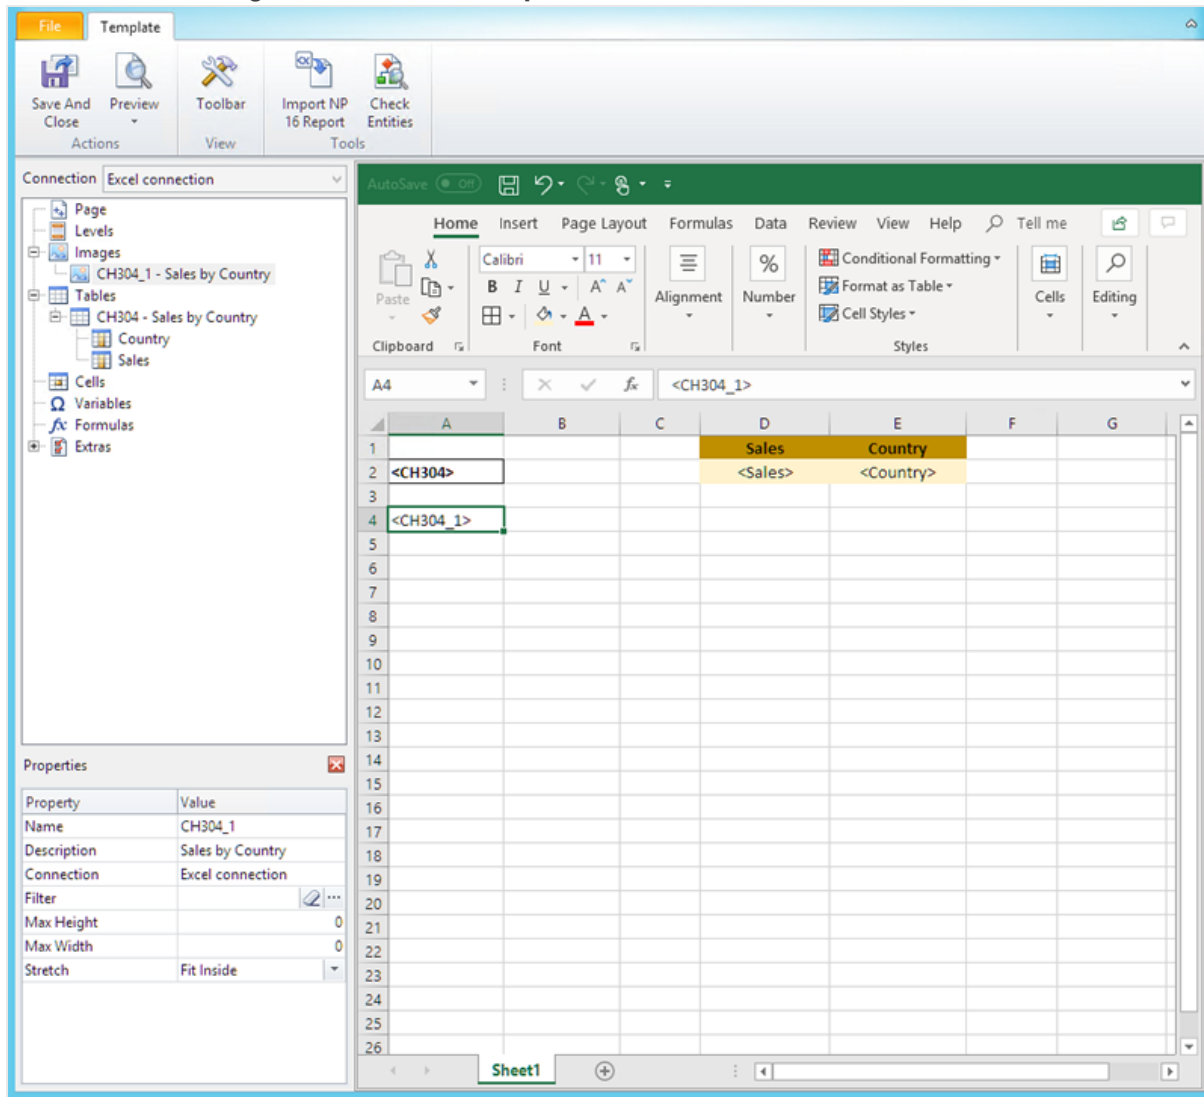 File Template
Save And Close
Preview
Toolbar
Import NP 16 Report
Check Entities
Actions View Tools
Connection Excel connection
Page
Levels
Images
CH304_1 - Sales by Country
Tables
CH304 - Sales by Country
Country
Sales
Cells
Variables
Formulas
Extras
Properties
Property Value
Name CH304_1
Description Sales by Country
Connection Excel connection
Filter
Max Height 0
Max Width 0
Stretch Fit Inside
AutoSave Off
Home Insert Page Layout Formulas Data Review View Help Tell me
Paste
Calibri 11
B I U A A
A
Alignment
%
Number
Conditional Formatting
Format as Table
Cell Styles
Cells
Editing
Clipboard Font Styles
A4 fx <CH304_1>
A B C D E F G
1 Sales Country
2 <CH304> <Sales> <Country>
3
4 <CH304_1>
5
6
7
8
9
10
11
12
13
14
15
16
17
18
19
20
21
22
23
24
25
26
Sheet1